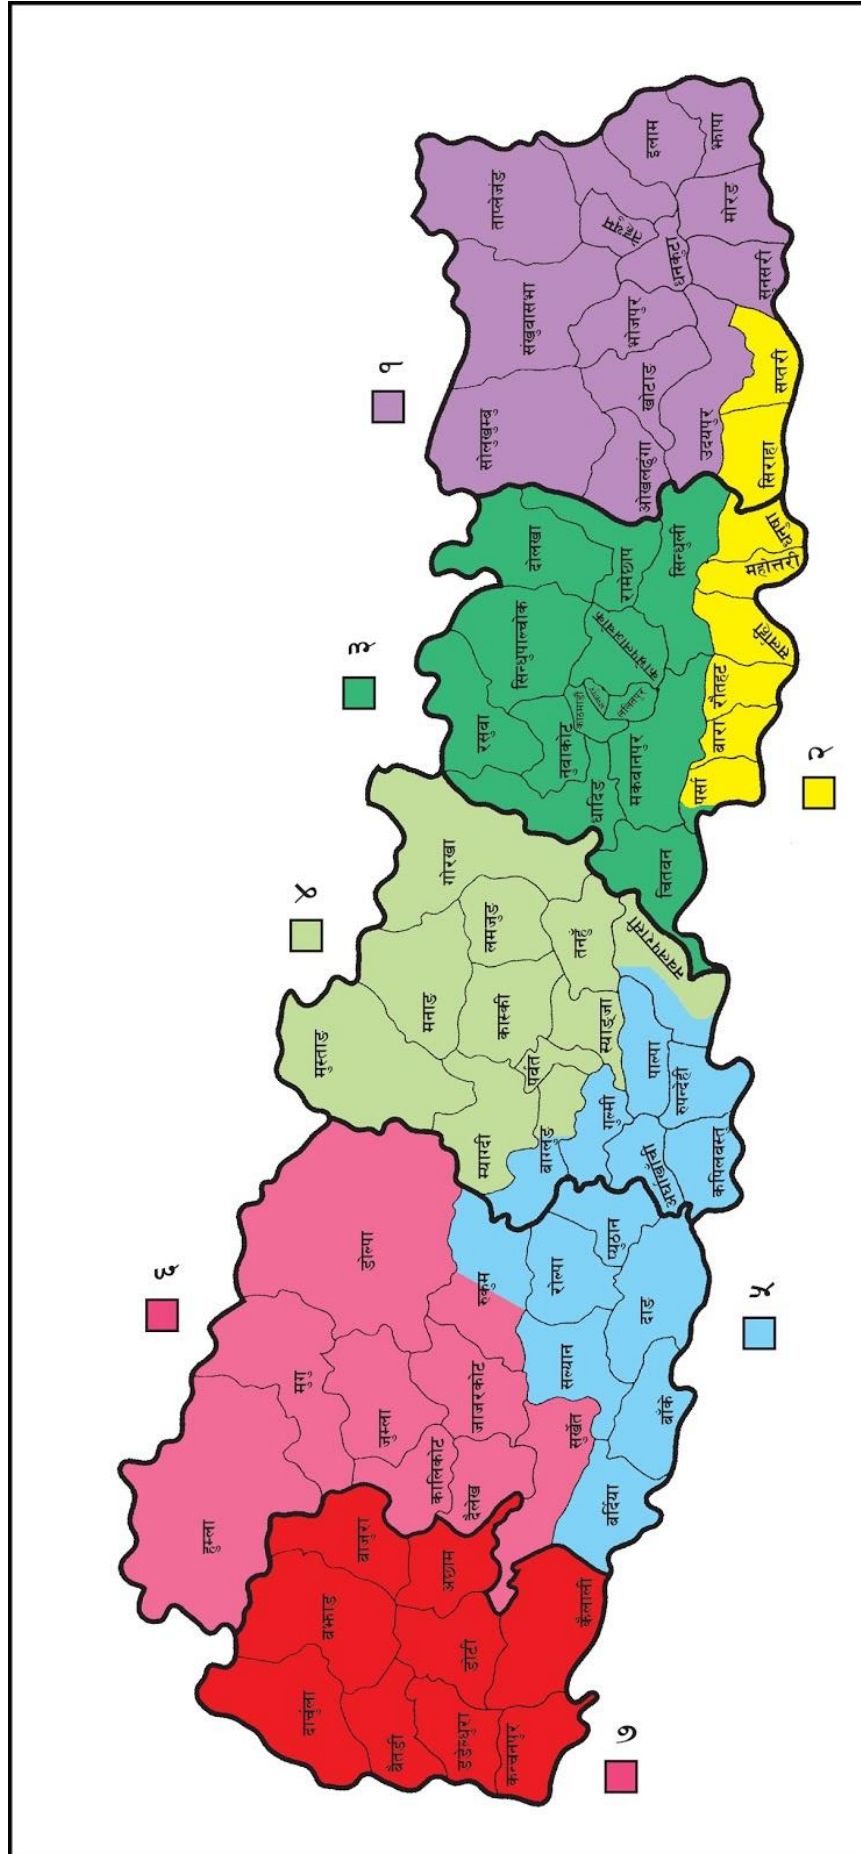 ६
हुम्ला
मुगु
डोल्पा
जुम्ला
कालिकोट
जाजरकोट
दैलेख
रुकुम
सुर्खेत
७
दार्चुला
बझाङ
बाजुरा
बैतडी
डोटी
अछाम
डडेल्धुरा
कन्चनपुर
कैलाली
४
मुस्ताङ
मनाङ
गोरखा
म्याग्दी
कास्की
लमजुङ
पर्वत
बाग्लुङ
स्याङ्जा
तनहुँ
नवलपरासी
५
रोल्पा
सल्यान
प्युठान
गुल्मी
पाल्पा
अर्घाखाँची
रुपन्देही
कपिलवस्तु
दाङ
बाँके
बर्दिया
३
रसुवा
सिन्धुपाल्चोक
दोलखा
नुवाकोट
धादिङ
काठमाडौं
ललितपुर
काभ्रेपलाञ्चोक
रामेछाप
मकवानपुर
सिन्धुली
चितवन
२
पर्सा
बारा
रौतहट
सर्लाही
महोत्तरी
धनुषा
सिराहा
सप्तरी
१
सोलुखुम्बु
संखुवासभा
ताप्लेजङ
ओखलढुंगा
खोटाङ
भोजपुर
धनकुटा
इलाम
उदयपुर
सुनसरी
मोरङ
झापा